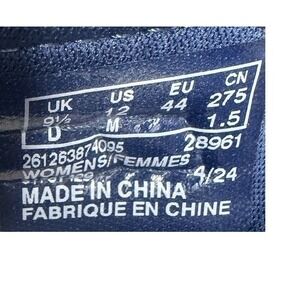 UK US EU CN
9½ 12 44 275
D M 1.5
261263874095 28961
WOMENS/FEMMES
4/24
MADE IN CHINA
FABRIQUE EN CHINE